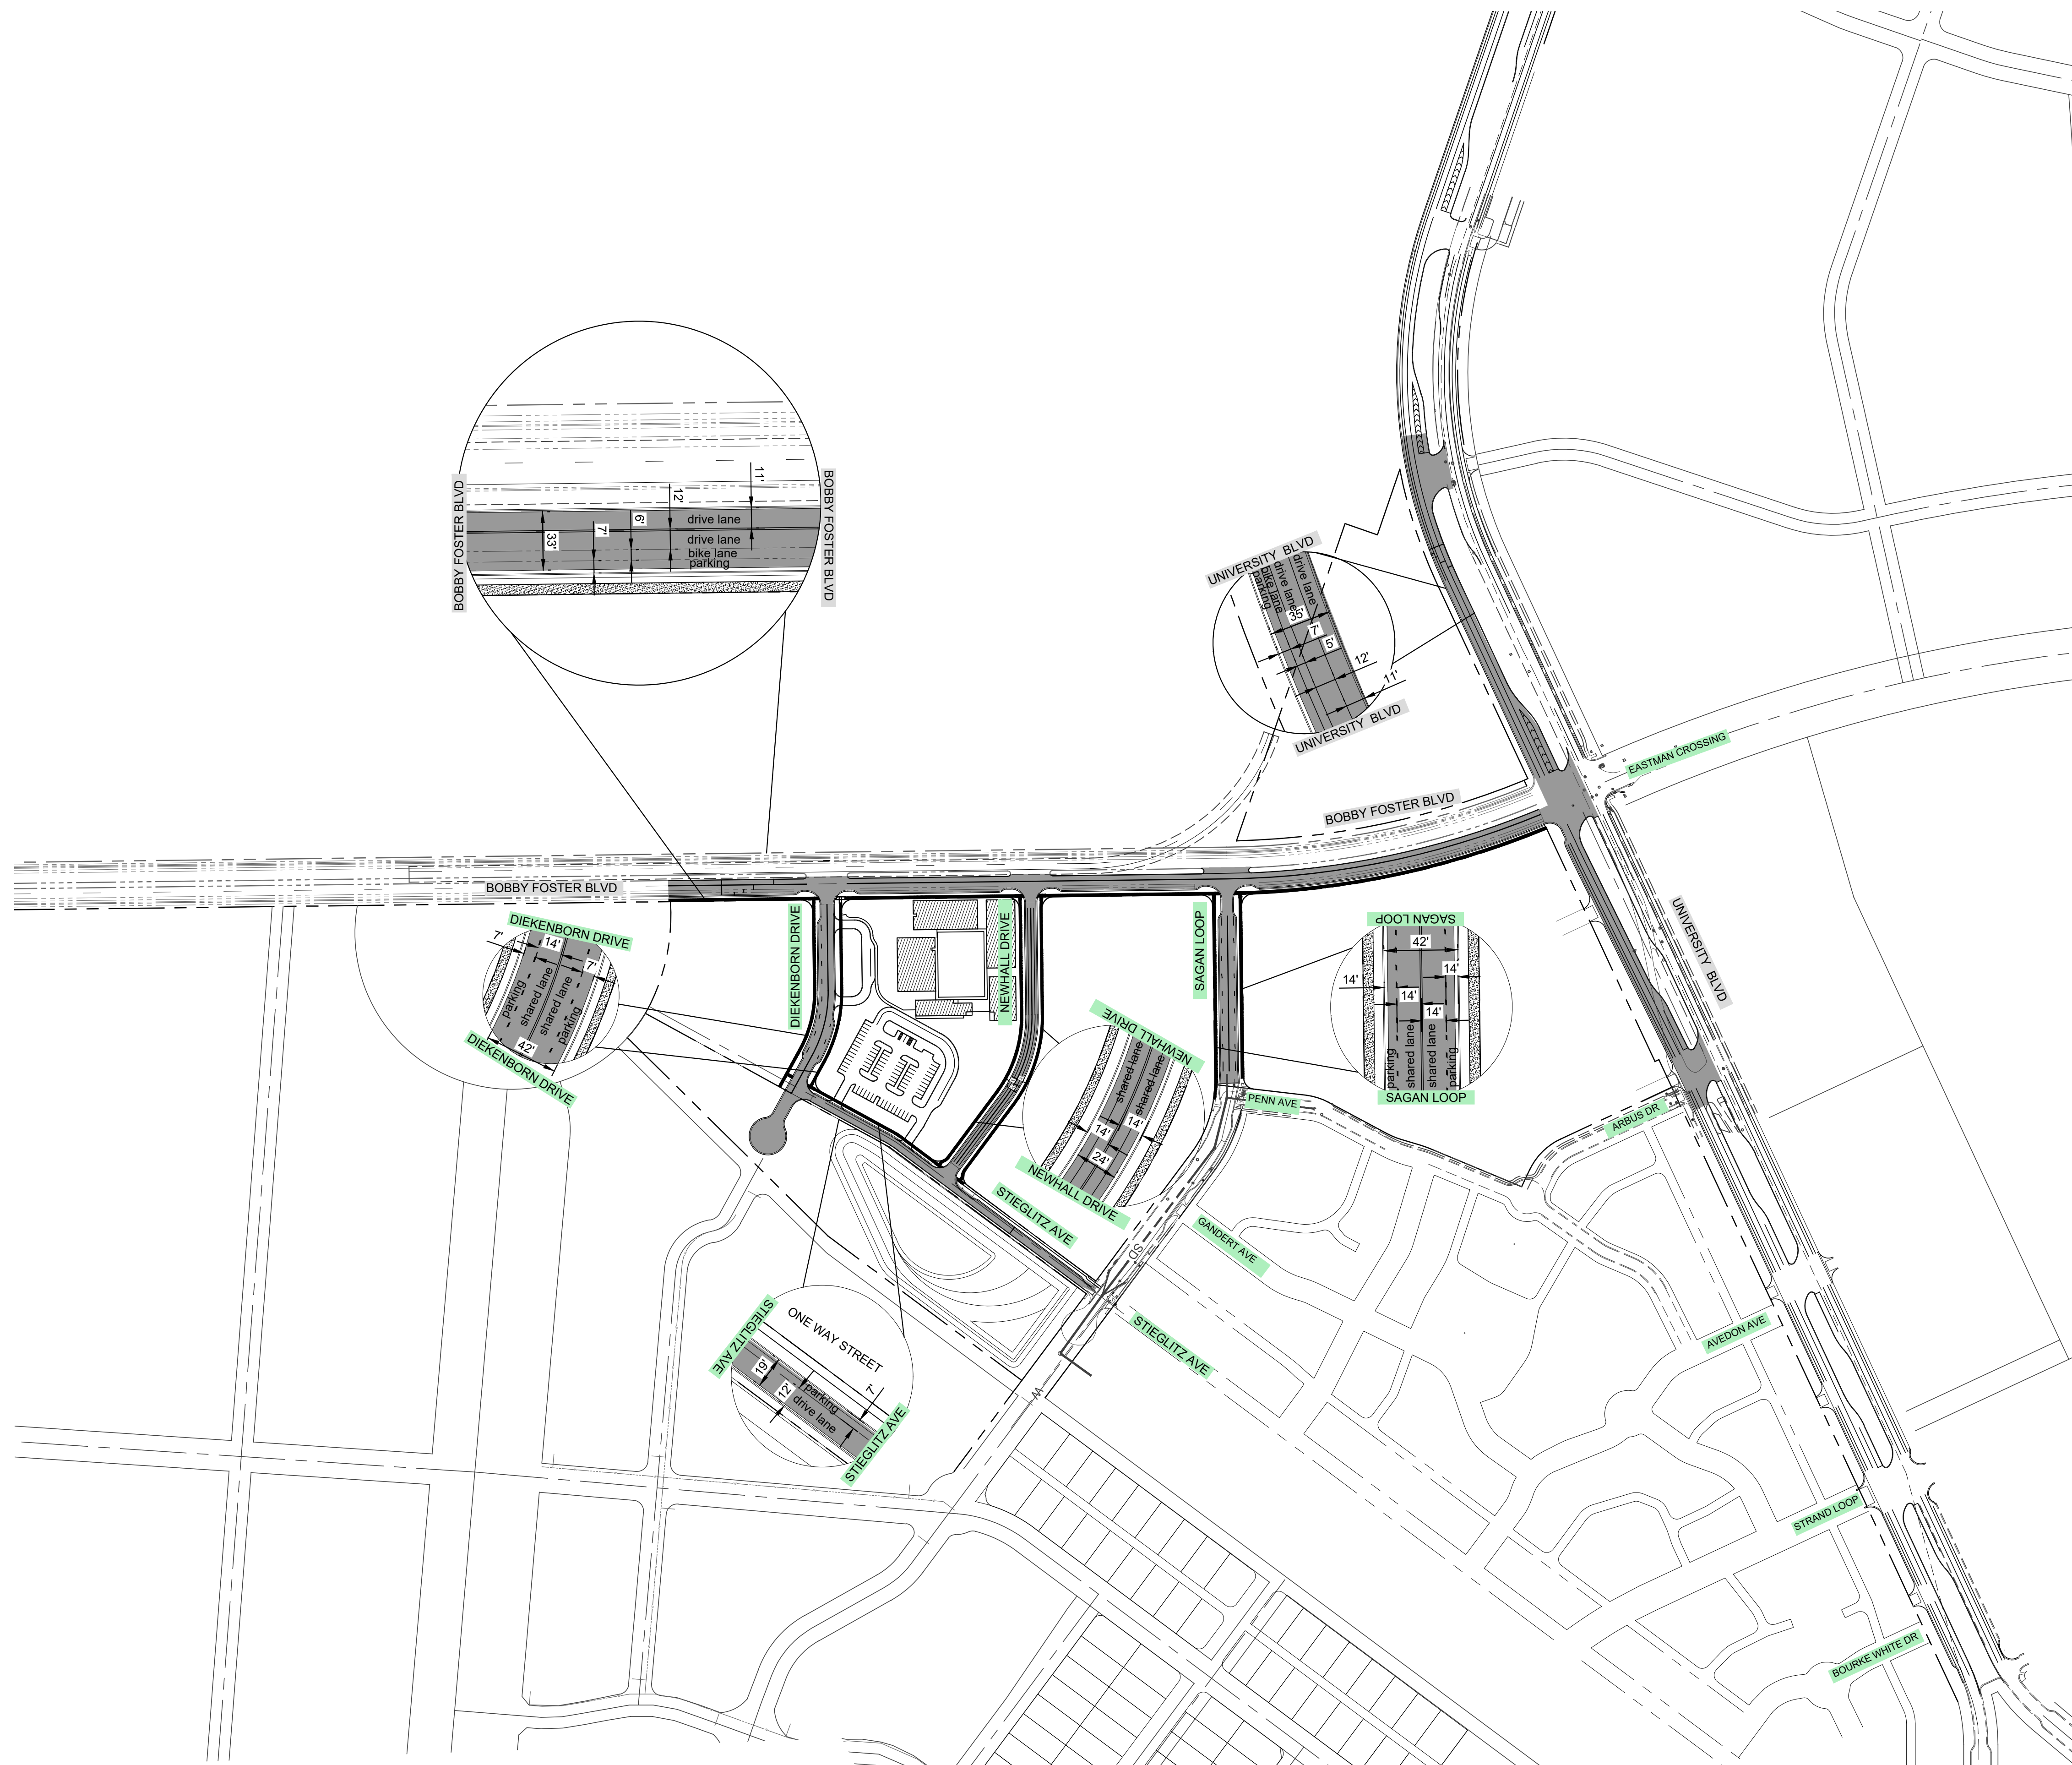 BOBBY FOSTER BLVD
BOBBY FOSTER BLVD
11'
12'
6'
7'
33'
drive lane
drive lane
bike lane
parking
UNIVERSITY BLVD
drive lane
drive lane
bike lane
parking
35'
7'
5'
12'
11'
UNIVERSITY BLVD
EASTMAN CROSSING
BOBBY FOSTER BLVD
BOBBY FOSTER BLVD
UNIVERSITY BLVD
DIEKENBORN DRIVE
7'
14'
7'
parking
shared lane
shared lane
parking
42'
DIEKENBORN DRIVE
DIEKENBORN DRIVE
NEWHALL DRIVE
SAGAN LOOP
SAGAN LOOP
42'
14'
14'
14'
14'
parking
shared lane
shared lane
parking
SAGAN LOOP
NEWHALL DRIVE
shared lane
shared lane
14'
14'
24'
NEWHALL DRIVE
PENN AVE
ARBUS DR
STIEGLITZ AVE
GANDERT AVE
SD
STIEGLITZ AVE
AVEDON AVE
STIEGLITZ AVE
ONE WAY STREET
19'
12'
parking
drive lane
7'
STIEGLITZ AVE
W
STRAND LOOP
BOURKE WHITE DR